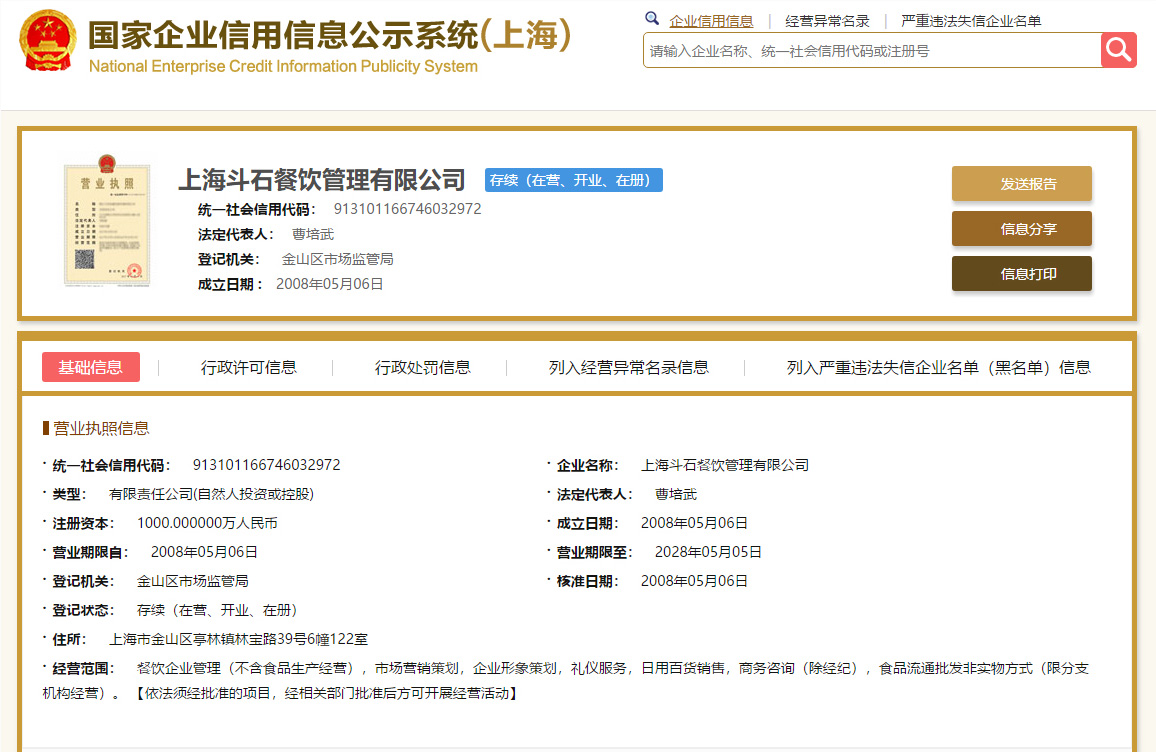 国家企业信用信息公示系统(上海)
National Enterprise Credit Information Publicity System
企业信用信息 | 经营异常名录 | 严重违法失信企业名单
请输入企业名称、统一社会信用代码或注册号
营业执照
上海斗石餐饮管理有限公司 存续（在营、开业、在册）
统一社会信用代码： 913101166746032972
法定代表人： 曹培武
登记机关： 金山区市场监管局
成立日期： 2008年05月06日
发送报告
信息分享
信息打印
基础信息 | 行政许可信息 | 行政处罚信息 | 列入经营异常名录信息 | 列入严重违法失信企业名单（黑名单）信息
营业执照信息
· 统一社会信用代码： 913101166746032972 · 企业名称： 上海斗石餐饮管理有限公司
· 类型： 有限责任公司(自然人投资或控股) · 法定代表人： 曹培武
· 注册资本： 1000.000000万人民币 · 成立日期： 2008年05月06日
· 营业期限自： 2008年05月06日 · 营业期限至： 2028年05月05日
· 登记机关： 金山区市场监管局 · 核准日期： 2008年05月06日
· 登记状态： 存续（在营、开业、在册）
· 住所： 上海市金山区亭林镇林宝路39号6幢122室
· 经营范围： 餐饮企业管理（不含食品生产经营），市场营销策划，企业形象策划，礼仪服务，日用百货销售，商务咨询（除经纪），食品流通批发非实物方式（限分支
机构经营）。 【依法须经批准的项目，经相关部门批准后方可开展经营活动】